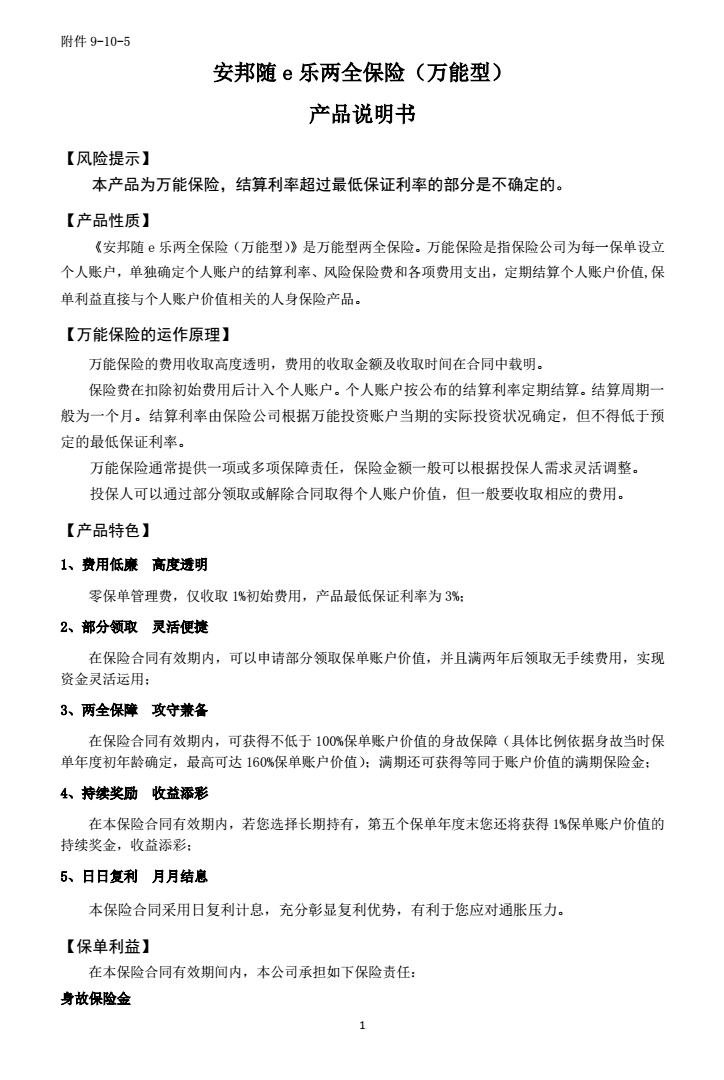 附件 9-10-5
安邦随 e 乐两全保险（万能型）
产品说明书
【风险提示】
本产品为万能保险，结算利率超过最低保证利率的部分是不确定的。
【产品性质】
《安邦随 e 乐两全保险（万能型）》是万能型两全保险。万能保险是指保险公司为每一保单设立
个人账户，单独确定个人账户的结算利率、风险保险费和各项费用支出，定期结算个人账户价值,保
单利益直接与个人账户价值相关的人身保险产品。
【万能保险的运作原理】
万能保险的费用收取高度透明，费用的收取金额及收取时间在合同中载明。
保险费在扣除初始费用后计入个人账户。个人账户按公布的结算利率定期结算。结算周期一
般为一个月。结算利率由保险公司根据万能投资账户当期的实际投资状况确定，但不得低于预
定的最低保证利率。
万能保险通常提供一项或多项保障责任，保险金额一般可以根据投保人需求灵活调整。
投保人可以通过部分领取或解除合同取得个人账户价值，但一般要收取相应的费用。
【产品特色】
1、费用低廉　高度透明
零保单管理费，仅收取 1%初始费用，产品最低保证利率为 3%；
2、部分领取　灵活便捷
在保险合同有效期内，可以申请部分领取保单账户价值，并且满两年后领取无手续费用，实现
资金灵活运用；
3、两全保障　攻守兼备
在保险合同有效期内，可获得不低于 100%保单账户价值的身故保障（具体比例依据身故当时保
单年度初年龄确定，最高可达 160%保单账户价值）；满期还可获得等同于账户价值的满期保险金；
4、持续奖励　收益添彩
在本保险合同有效期内，若您选择长期持有，第五个保单年度末您还将获得 1%保单账户价值的
持续奖金，收益添彩；
5、日日复利　月月结息
本保险合同采用日复利计息，充分彰显复利优势，有利于您应对通胀压力。
【保单利益】
在本保险合同有效期间内，本公司承担如下保险责任：
身故保险金
1